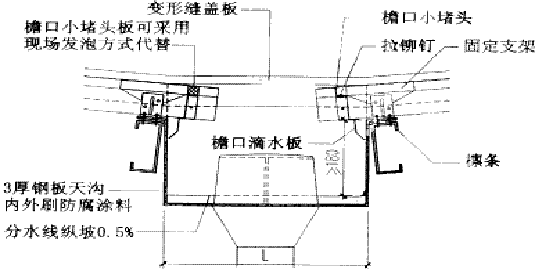 变形缝盖板
檐口小堵头板可采用
现场发泡方式代替
檐口小堵头
拉铆钉
固定支架
檐口滴水板
檩条
3厚钢板天沟
内外刷防腐涂料
分水线纵坡0.5%
L